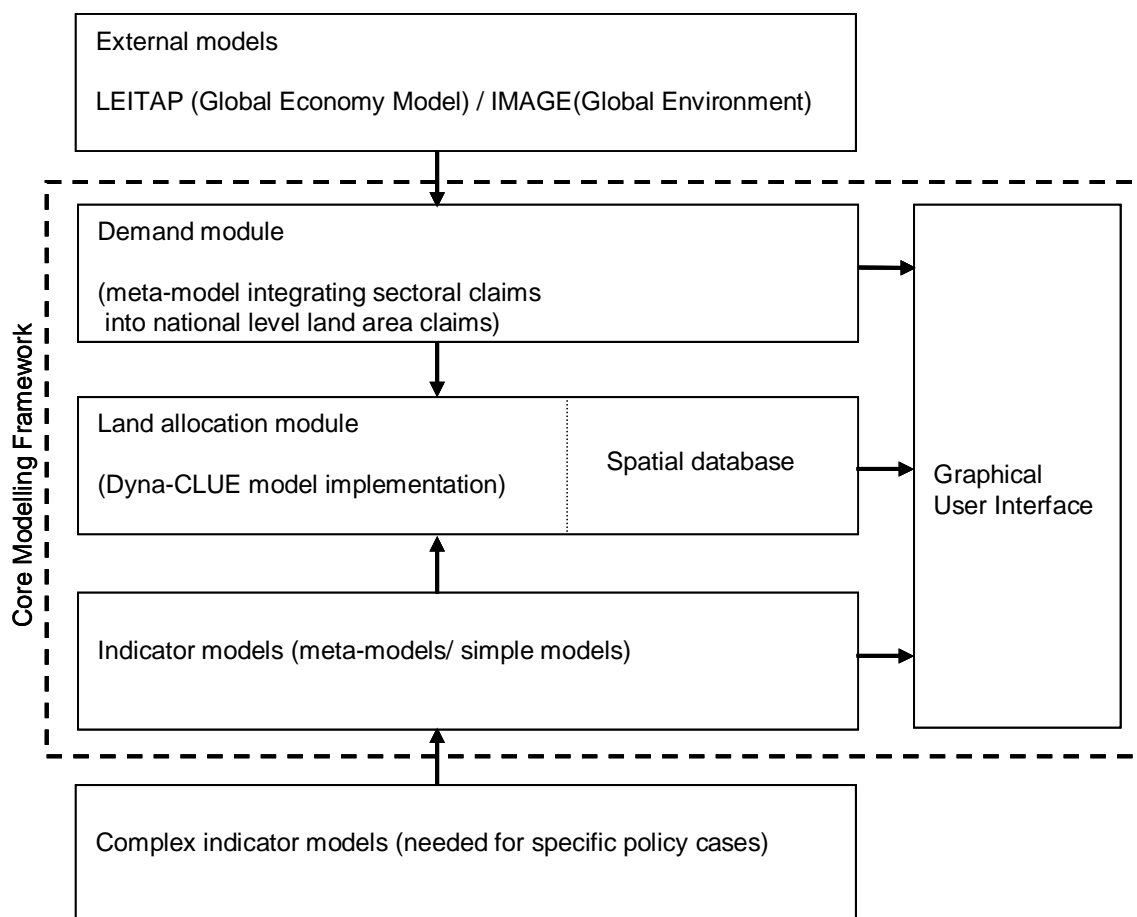 External models
LEITAP (Global Economy Model) / IMAGE(Global Environment)
Core Modelling Framework
Demand module
(meta-model integrating sectoral claims
into national level land area claims)
Land allocation module
(Dyna-CLUE model implementation)
Spatial database
Graphical
User Interface
Indicator models (meta-models/ simple models)
Complex indicator models (needed for specific policy cases)